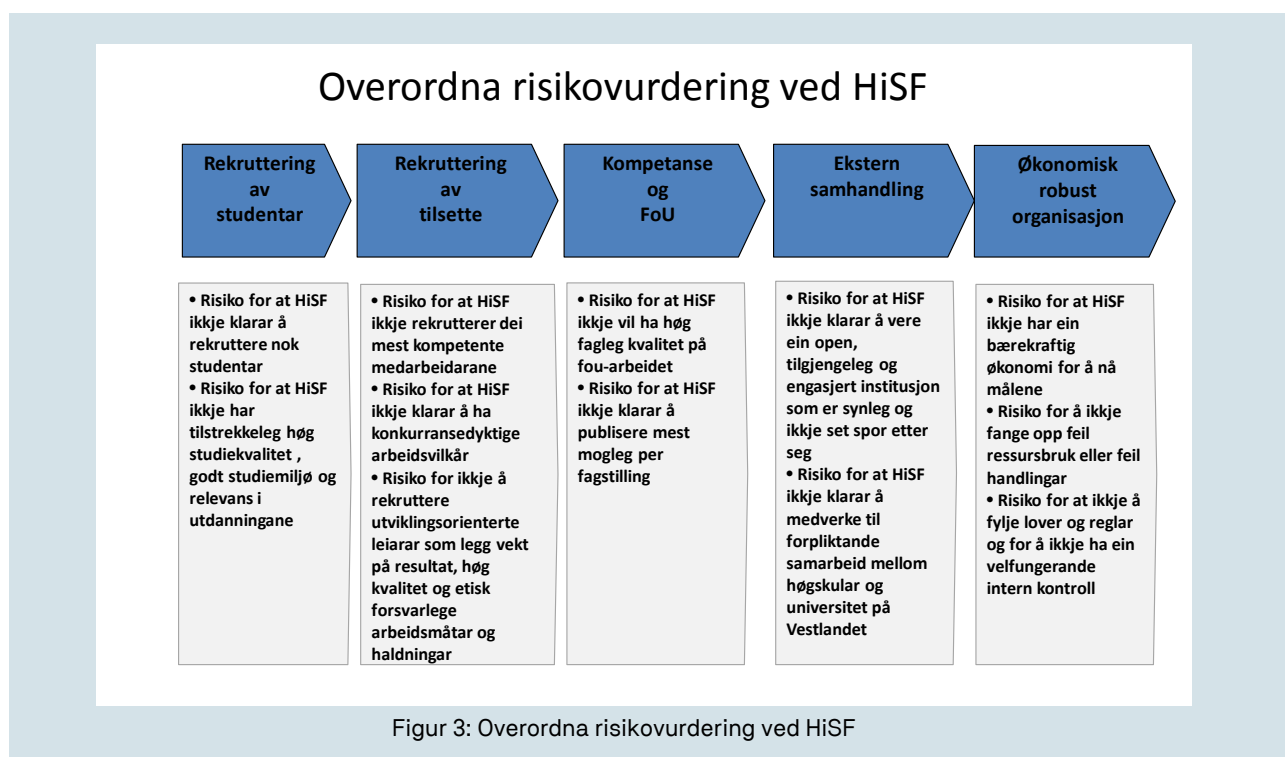 Overordna risikovurdering ved HiSF
Rekruttering
av
studentar
Rekruttering
av
tilsette
Kompetanse
og
FoU
Ekstern
samhandling
Økonomisk
robust
organisasjon
• Risiko for at HiSF
ikkje klarar å
rekruttere nok
studentar
• Risiko for at HiSF
ikkje har
tilstrekkeleg høg
studiekvalitet ,
godt studiemiljø og
relevans i
utdanningane
• Risiko for at HiSF
ikkje rekrutterer dei
mest kompetente
medarbeidarane
• Risiko for at HiSF
ikkje klarar å ha
konkurransedyktige
arbeidsvilkår
• Risiko for ikkje å
rekruttere
utviklingsorienterte
leiarar som legg vekt
på resultat, høg
kvalitet og etisk
forsvarlege
arbeidsmåtar og
haldningar
• Risiko for at HiSF
ikkje vil ha høg
fagleg kvalitet på
fou-arbeidet
• Risiko for at HiSF
ikkje klarar å
publisere mest
mogleg per
fagstilling
• Risiko for at HiSF
ikkje klarar å vere
ein open,
tilgjengeleg og
engasjert institusjon
som er synleg og
ikkje set spor etter
seg
• Risiko for at HiSF
ikkje klarar å
medverke til
forpliktande
samarbeid mellom
høgskular og
universitet på
Vestlandet
• Risiko for at HiSF
ikkje har ein
bærekraftig
økonomi for å nå
målene
• Risiko for å ikkje
fange opp feil
ressursbruk eller feil
handlingar
• Risiko for at ikkje å
fylje lover og reglar
og for å ikkje ha ein
velfungerande
intern kontroll
Figur 3: Overordna risikovurdering ved HiSF